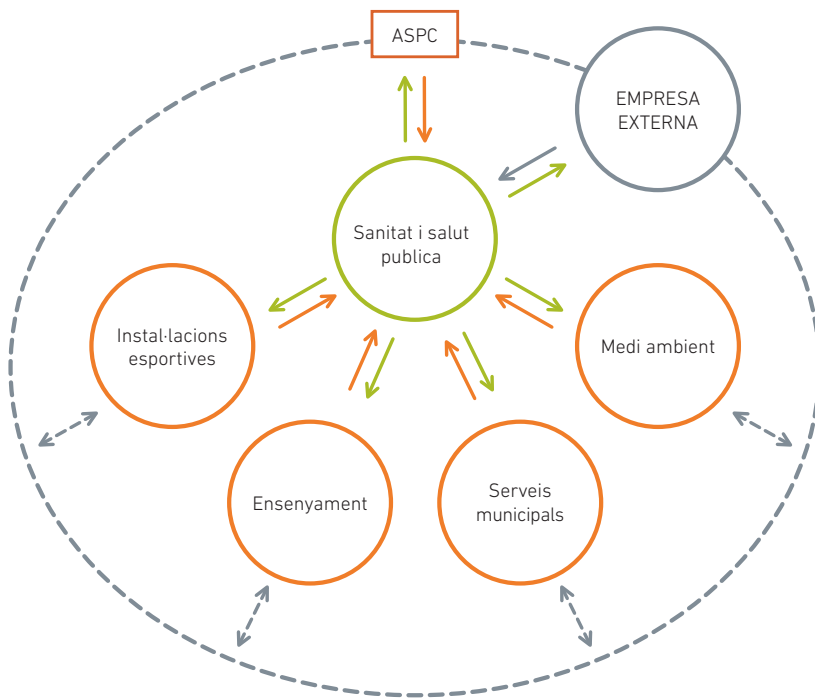 ASPC
EMPRESA
EXTERNA
Sanitat i salut
publica
Instal·lacions
esportives
Medi ambient
Ensenyament
Serveis
municipals